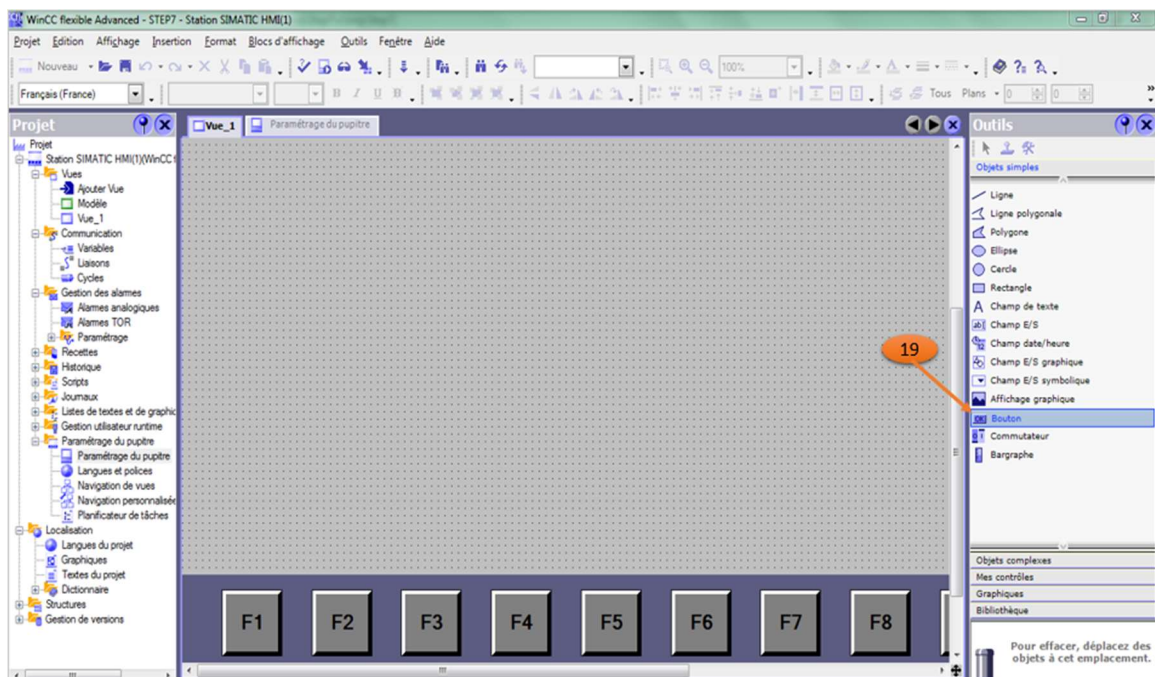 WinCC flexible Advanced - STEP7 - Station SIMATIC HMI(1)
Projet Edition Affichage Insertion Format Blocs d'affichage Outils Fenêtre Aide
Nouveau 100%
Français (France) B I U Tous Plans 0 0
Projet
Projet
Station SIMATIC HMI(1)(WinCC f
Vues
Ajouter Vue
Modèle
Vue_1
Communication
Variables
Liaisons
Cycles
Gestion des alarmes
Alarmes analogiques
Alarmes TOR
Paramétrage
Recettes
Historique
Scripts
Journaux
Listes de textes et de graphic
Gestion utilisateur runtime
Paramétrage du pupitre
Paramétrage du pupitre
Langues et polices
Navigation de vues
Navigation personnalisée
Planificateur de tâches
Localisation
Langues du projet
Graphiques
Textes du projet
Dictionnaire
Structures
Gestion de versions
Vue_1 Paramétrage du pupitre
F1 F2 F3 F4 F5 F6 F7 F8
19
Outils
Objets simples
Ligne
Ligne polygonale
Polygone
Ellipse
Cercle
Rectangle
A Champ de texte
Champ E/S
Champ date/heure
Champ E/S graphique
Champ E/S symbolique
Affichage graphique
Bouton
Commutateur
Bargraphe
Objets complexes
Mes contrôles
Graphiques
Bibliothèque
Pour effacer, déplacez des
objets à cet emplacement.